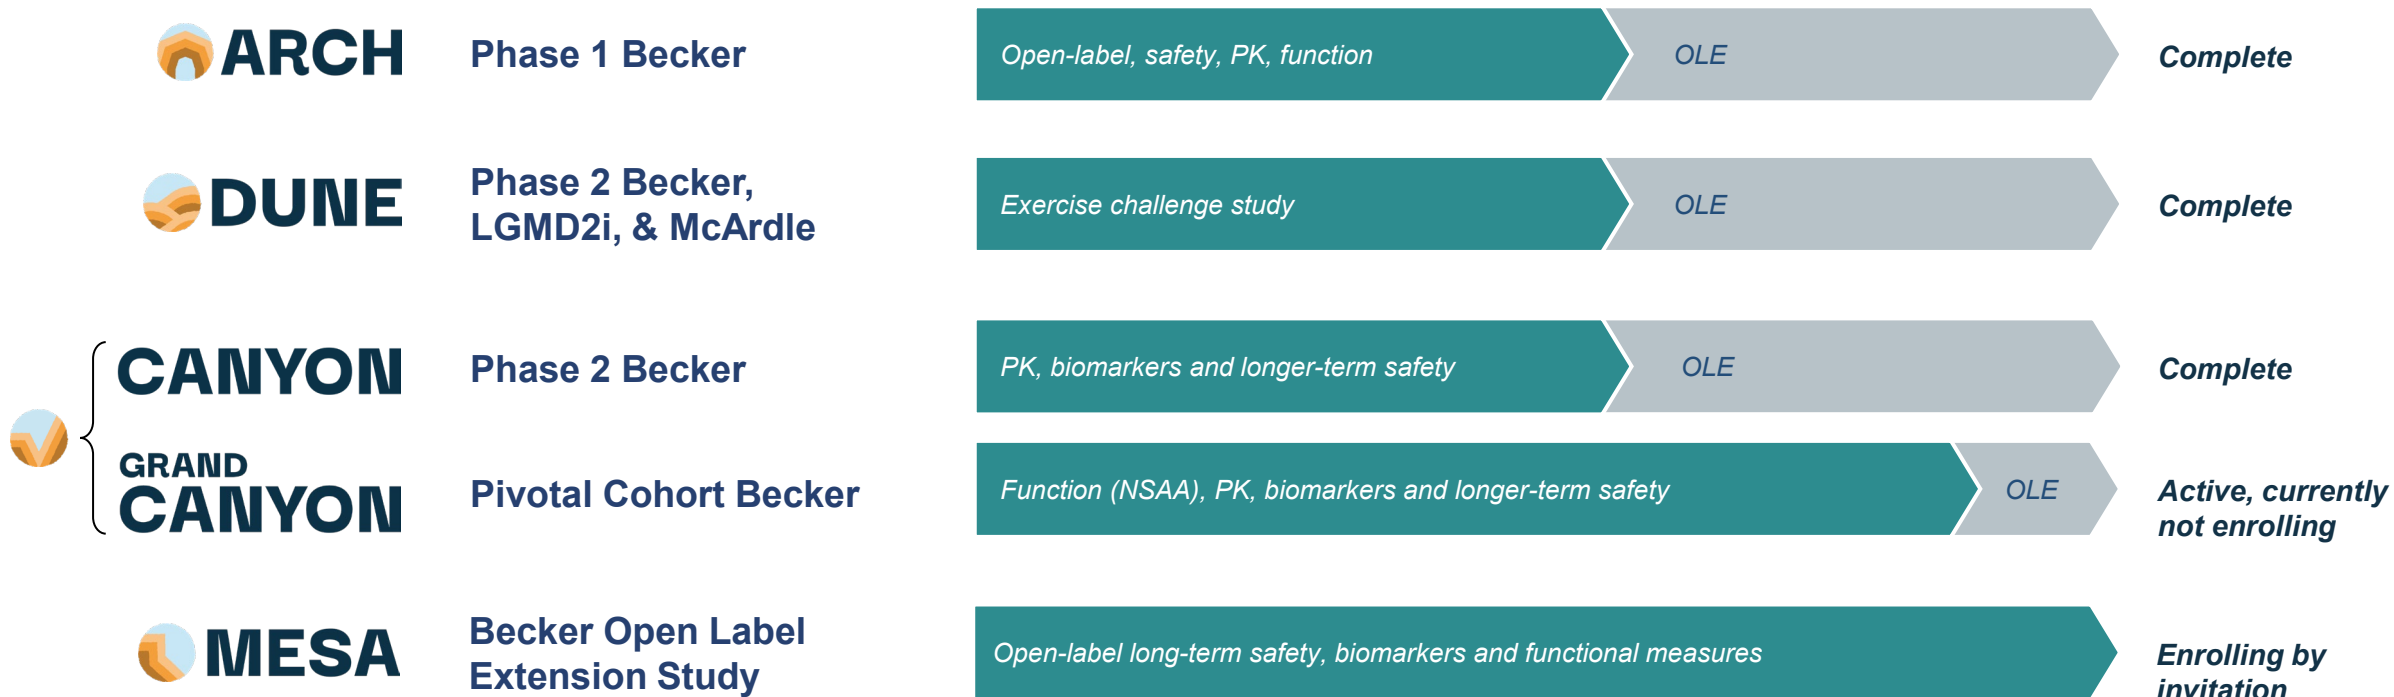 ARCH
Phase 1 Becker
Open-label, safety, PK, function
OLE
Complete
DUNE
Phase 2 Becker,
LGMD2i, & McArdle
Exercise challenge study
OLE
Complete
CANYON
Phase 2 Becker
PK, biomarkers and longer-term safety
OLE
Complete
GRAND
CANYON
Pivotal Cohort Becker
Function (NSAA), PK, biomarkers and longer-term safety
OLE
Active, currently
not enrolling
MESA
Becker Open Label
Extension Study
Open-label long-term safety, biomarkers and functional measures
Enrolling by
invitation